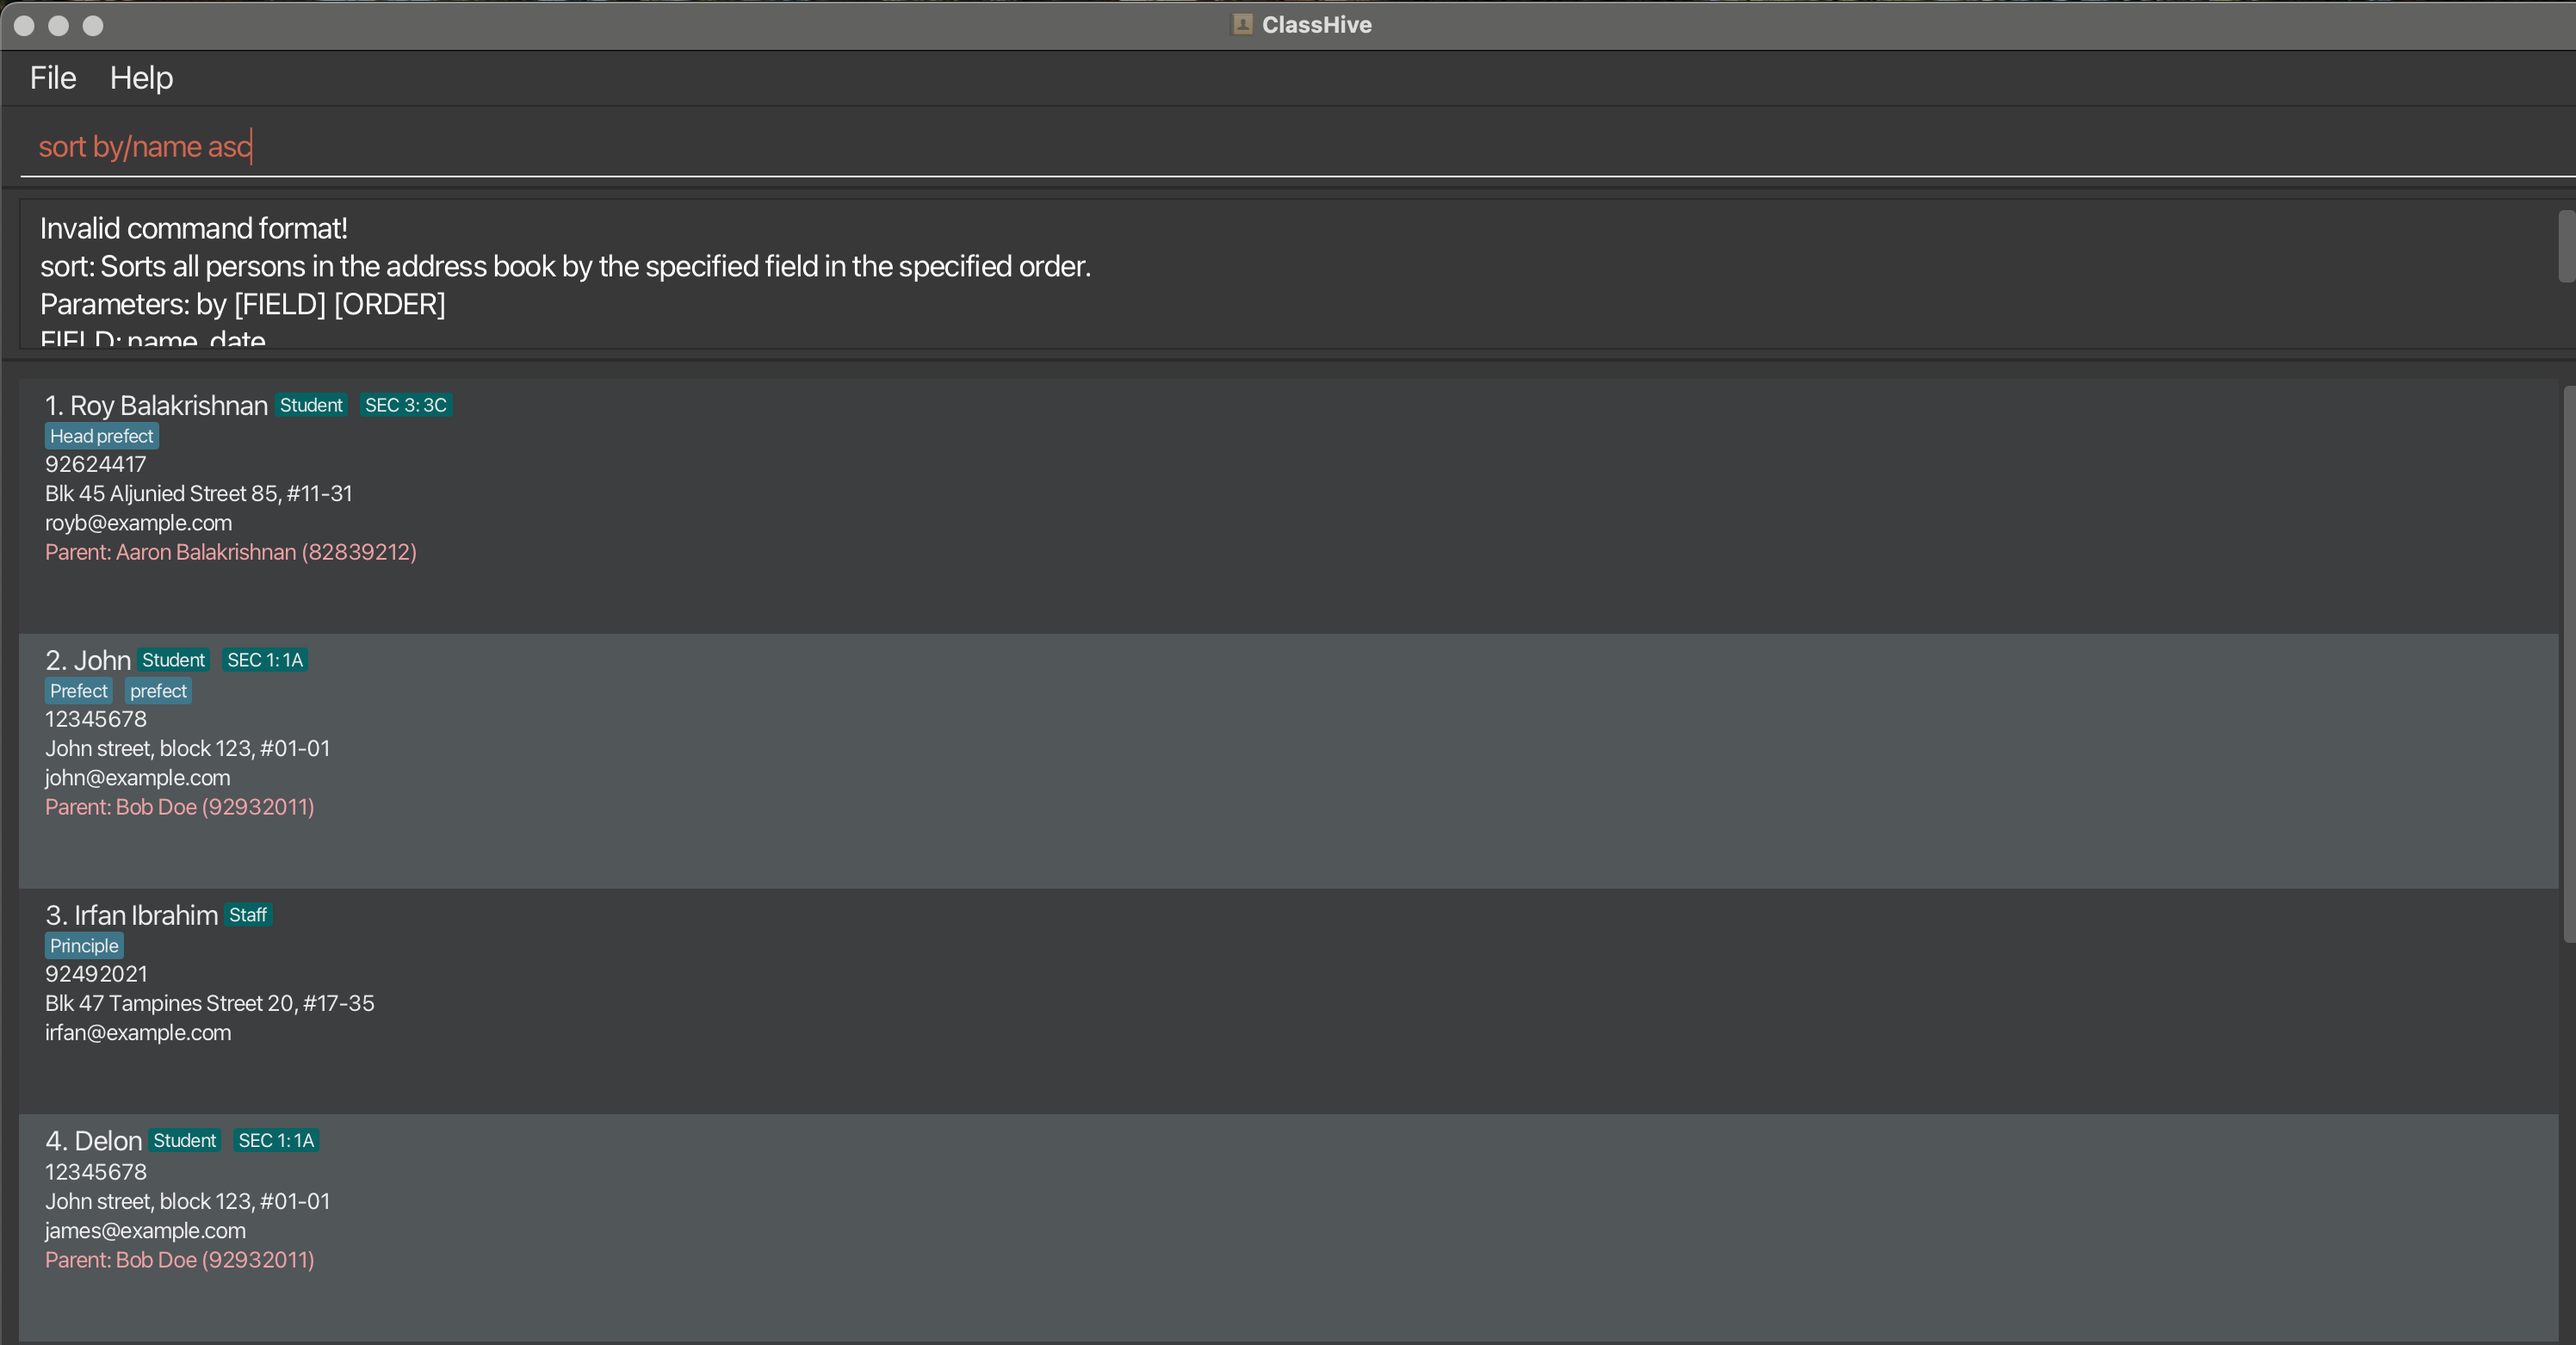 ClassHive
File Help
sort by/name asc
Invalid command format!
sort: Sorts all persons in the address book by the specified field in the specified order.
Parameters: by [FIELD] [ORDER]
FIELD: name, date
1. Roy Balakrishnan Student SEC 3: 3C
Head prefect
92624417
Blk 45 Aljunied Street 85, #11-31
royb@example.com
Parent: Aaron Balakrishnan (82839212)
2. John Student SEC 1: 1A
Prefect prefect
12345678
John street, block 123, #01-01
john@example.com
Parent: Bob Doe (92932011)
3. Irfan Ibrahim Staff
Principle
92492021
Blk 47 Tampines Street 20, #17-35
irfan@example.com
4. Delon Student SEC 1: 1A
12345678
John street, block 123, #01-01
james@example.com
Parent: Bob Doe (92932011)